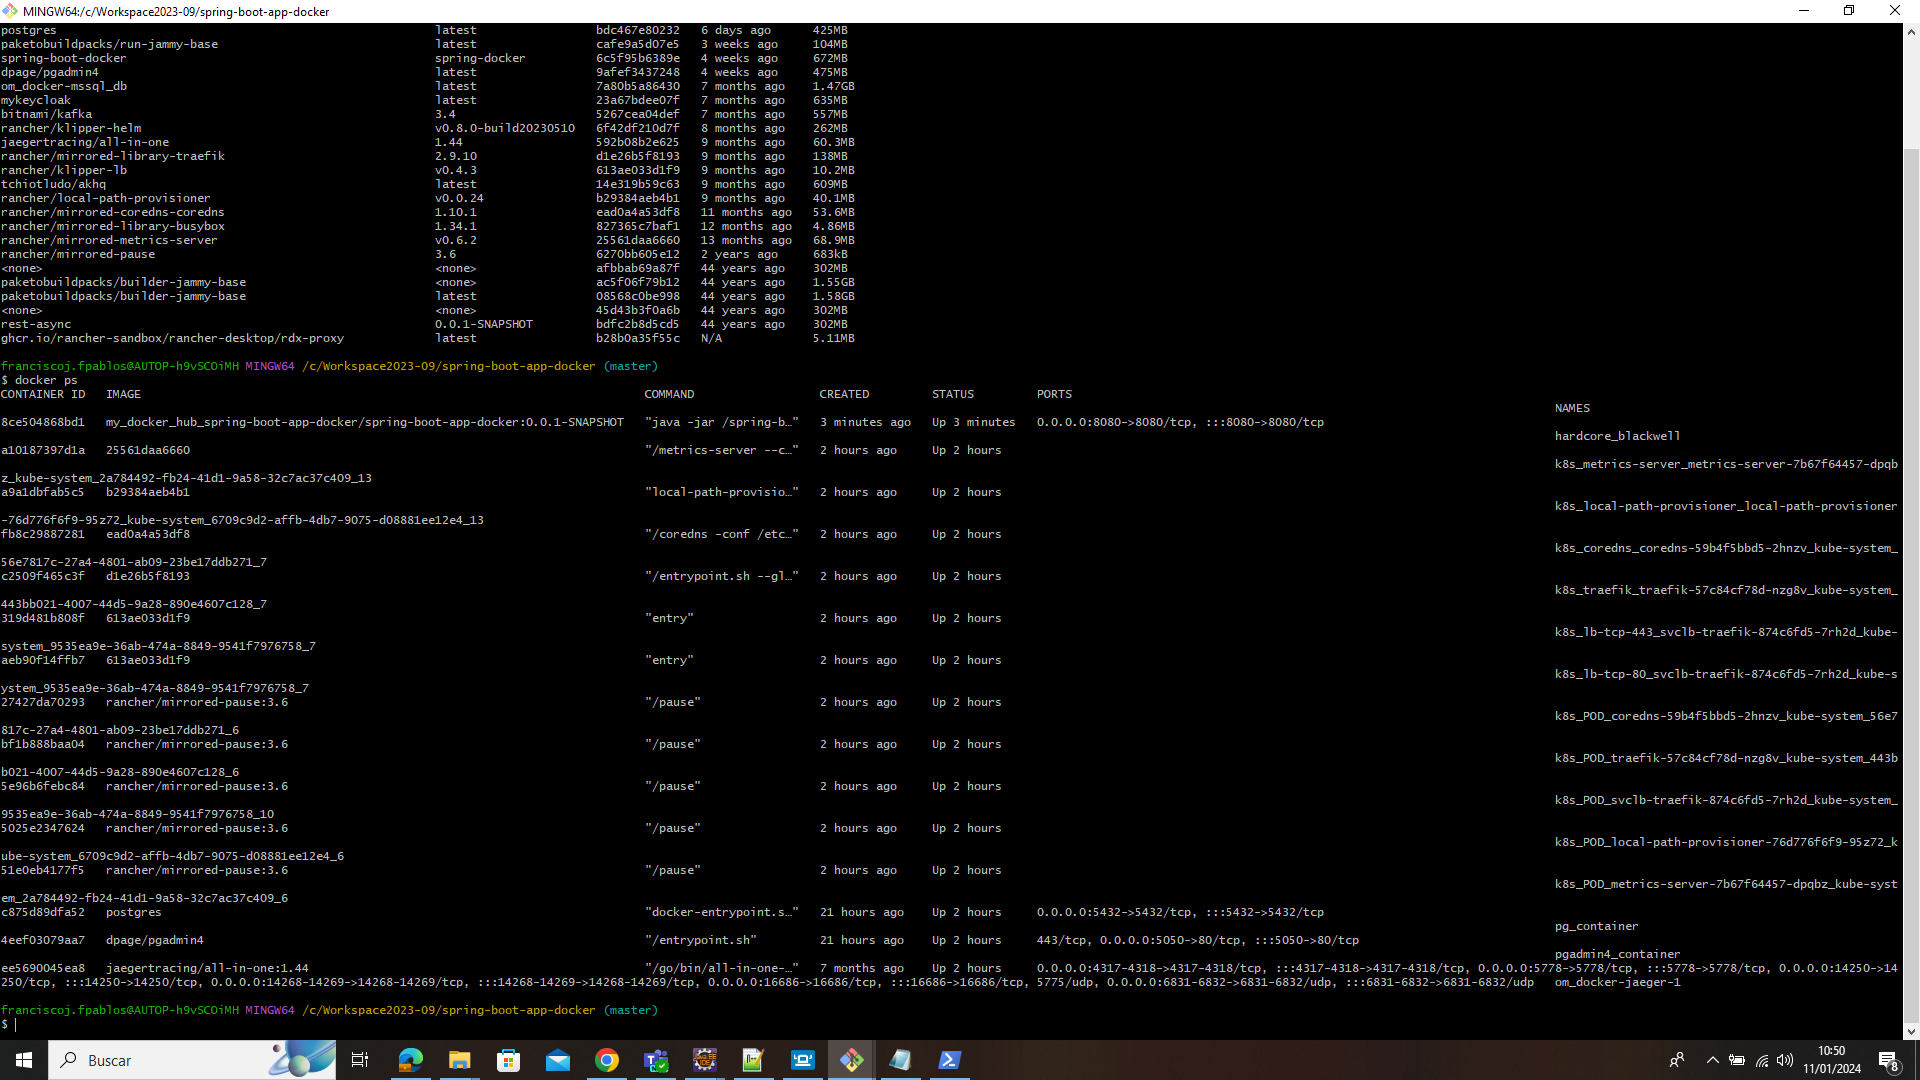 MINGW64:/c/Workspace2023-09/spring-boot-app-docker
postgres latest bdc467e80232 6 days ago 425MB
paketobuildpacks/run-jammy-base latest cafe9a5d07e5 3 weeks ago 104MB
spring-boot-docker spring-docker 6c5f95b6389e 4 weeks ago 672MB
dpage/pgadmin4 latest 9afef3437248 4 weeks ago 475MB
om_docker-mssql_db latest 7a80b5a86430 7 months ago 1.47GB
mykeycloak latest 23a67bdee07f 7 months ago 635MB
bitnami/kafka 3.4 5267cea04def 7 months ago 557MB
rancher/klipper-helm v0.8.0-build20230510 6f42df210d7f 8 months ago 262MB
jaegertracing/all-in-one 1.44 592b08b2e625 9 months ago 60.3MB
rancher/mirrored-library-traefik 2.9.10 d1e26b5f8193 9 months ago 138MB
rancher/klipper-lb v0.4.3 613ae033d1f9 9 months ago 10.2MB
tchiotludo/akhq latest 14e319b59c63 9 months ago 609MB
rancher/local-path-provisioner v0.0.24 b29384aeb4b1 9 months ago 40.1MB
rancher/mirrored-coredns-coredns 1.10.1 ead0a4a53df8 11 months ago 53.6MB
rancher/mirrored-library-busybox 1.34.1 827365c7baf1 12 months ago 4.86MB
rancher/mirrored-metrics-server v0.6.2 25561daa6660 13 months ago 68.9MB
rancher/mirrored-pause 3.6 6270bb605e12 2 years ago 683kB
<none> <none> afbbab69a87f 44 years ago 302MB
paketobuildpacks/builder-jammy-base <none> ac5f06f79b12 44 years ago 1.55GB
paketobuildpacks/builder-jammy-base latest 08568c0be998 44 years ago 1.58GB
<none> <none> 45d43b3f0a6b 44 years ago 302MB
rest-async 0.0.1-SNAPSHOT bdfc2b8d5cd5 44 years ago 302MB
ghcr.io/rancher-sandbox/rancher-desktop/rdx-proxy latest b28b0a35f55c N/A 5.11MB
franciscoj.fpablos@AUTOP-h9vSCOiMH MINGW64 /c/Workspace2023-09/spring-boot-app-docker (master)
$ docker ps
CONTAINER ID IMAGE COMMAND CREATED STATUS PORTS
NAMES
8ce504868bd1 my_docker_hub_spring-boot-app-docker/spring-boot-app-docker:0.0.1-SNAPSHOT "java -jar /spring-b…" 3 minutes ago Up 3 minutes 0.0.0.0:8080->8080/tcp, :::8080->8080/tcp
hardcore_blackwell
a10187397d1a 25561daa6660 "/metrics-server --c…" 2 hours ago Up 2 hours
k8s_metrics-server_metrics-server-7b67f64457-dpqb
z_kube-system_2a784492-fb24-41d1-9a58-32c7ac37c409_13
a9a1dbfab5c5 b29384aeb4b1 "local-path-provisio…" 2 hours ago Up 2 hours
k8s_local-path-provisioner_local-path-provisioner
-76d776f6f9-95z72_kube-system_6709c9d2-affb-4db7-9075-d08881ee12e4_13
fb8c29887281 ead0a4a53df8 "/coredns -conf /etc…" 2 hours ago Up 2 hours
k8s_coredns_coredns-59b4f5bbd5-2hnzv_kube-system_
56e7817c-27a4-4801-ab09-23be17ddb271_7
c2509f465c3f d1e26b5f8193 "/entrypoint.sh --gl…" 2 hours ago Up 2 hours
k8s_traefik_traefik-57c84cf78d-nzg8v_kube-system_
443bb021-4007-44d5-9a28-890e4607c128_7
319d481b808f 613ae033d1f9 "entry" 2 hours ago Up 2 hours
k8s_lb-tcp-443_svclb-traefik-874c6fd5-7rh2d_kube-
system_9535ea9e-36ab-474a-8849-9541f7976758_7
aeb90f14ffb7 613ae033d1f9 "entry" 2 hours ago Up 2 hours
k8s_lb-tcp-80_svclb-traefik-874c6fd5-7rh2d_kube-s
ystem_9535ea9e-36ab-474a-8849-9541f7976758_7
27427da70293 rancher/mirrored-pause:3.6 "/pause" 2 hours ago Up 2 hours
k8s_POD_coredns-59b4f5bbd5-2hnzv_kube-system_56e7
817c-27a4-4801-ab09-23be17ddb271_6
bf1b888baa04 rancher/mirrored-pause:3.6 "/pause" 2 hours ago Up 2 hours
k8s_POD_traefik-57c84cf78d-nzg8v_kube-system_443b
b021-4007-44d5-9a28-890e4607c128_6
5e96b6febc84 rancher/mirrored-pause:3.6 "/pause" 2 hours ago Up 2 hours
k8s_POD_svclb-traefik-874c6fd5-7rh2d_kube-system_
9535ea9e-36ab-474a-8849-9541f7976758_10
5025e2347624 rancher/mirrored-pause:3.6 "/pause" 2 hours ago Up 2 hours
k8s_POD_local-path-provisioner-76d776f6f9-95z72_k
ube-system_6709c9d2-affb-4db7-9075-d08881ee12e4_6
51e0eb4177f5 rancher/mirrored-pause:3.6 "/pause" 2 hours ago Up 2 hours
k8s_POD_metrics-server-7b67f64457-dpqbz_kube-syst
em_2a784492-fb24-41d1-9a58-32c7ac37c409_6
c875d89dfa52 postgres "docker-entrypoint.s…" 21 hours ago Up 2 hours 0.0.0.0:5432->5432/tcp, :::5432->5432/tcp
pg_container
4eef03079aa7 dpage/pgadmin4 "/entrypoint.sh" 21 hours ago Up 2 hours 443/tcp, 0.0.0.0:5050->80/tcp, :::5050->80/tcp
pgadmin4_container
ee5690045ea8 jaegertracing/all-in-one:1.44 "/go/bin/all-in-one-…" 7 months ago Up 2 hours 0.0.0.0:4317-4318->4317-4318/tcp, :::4317-4318->4317-4318/tcp, 0.0.0.0:5778->5778/tcp, :::5778->5778/tcp, 0.0.0.0:14250->14
250/tcp, :::14250->14250/tcp, 0.0.0.0:14268-14269->14268-14269/tcp, :::14268-14269->14268-14269/tcp, 0.0.0.0:16686->16686/tcp, :::16686->16686/tcp, 5775/udp, 0.0.0.0:6831-6832->6831-6832/udp, :::6831-6832->6831-6832/udp om_docker-jaeger-1
franciscoj.fpablos@AUTOP-h9vSCOiMH MINGW64 /c/Workspace2023-09/spring-boot-app-docker (master)
$
Buscar
10:50
11/01/2024
8